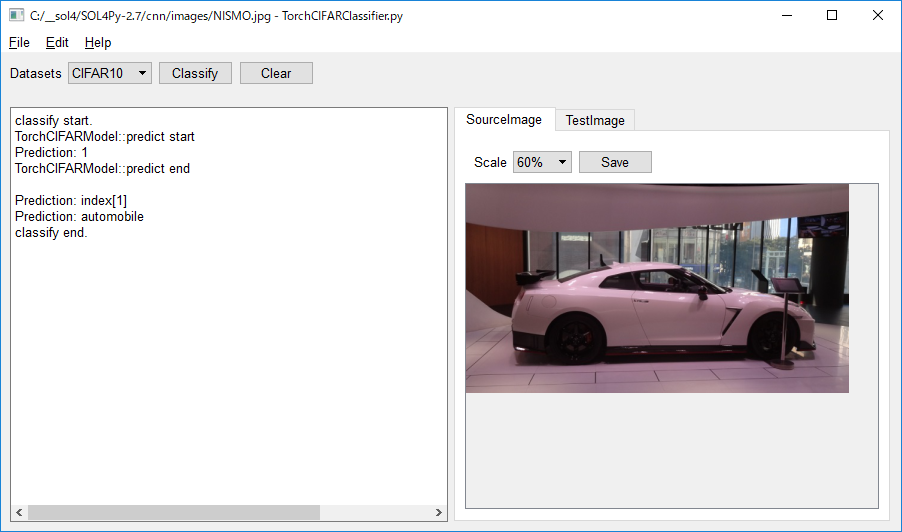 C:/__sol4/SOL4Py-2.7/cnn/images/NISMO.jpg - TorchCIFARClassifier.py
File Edit Help
Datasets CIFAR10 Classify Clear
classify start.
TorchCIFARModel::predict start
Prediction: 1
TorchCIFARModel::predict end
Prediction: index[1]
Prediction: automobile
classify end.
SourceImage TestImage
Scale 60% Save